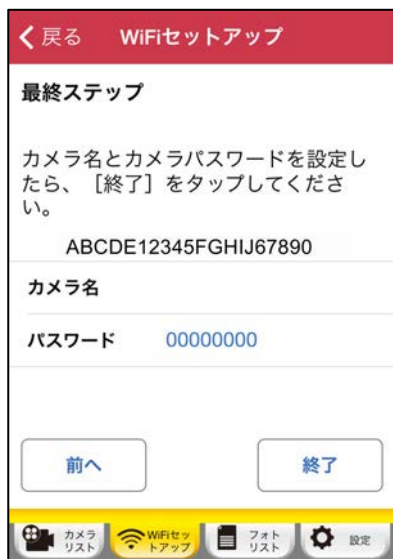 戻る WiFiセットアップ
最終ステップ
カメラ名とカメラパスワードを設定し
たら、［終了］をタップしてくださ
い。
ABCDE12345FGHIJ67890
カメラ名
パスワード 00000000
前へ 終了
カメラ WiFiセッ フォト 設定
リスト トアップ リスト